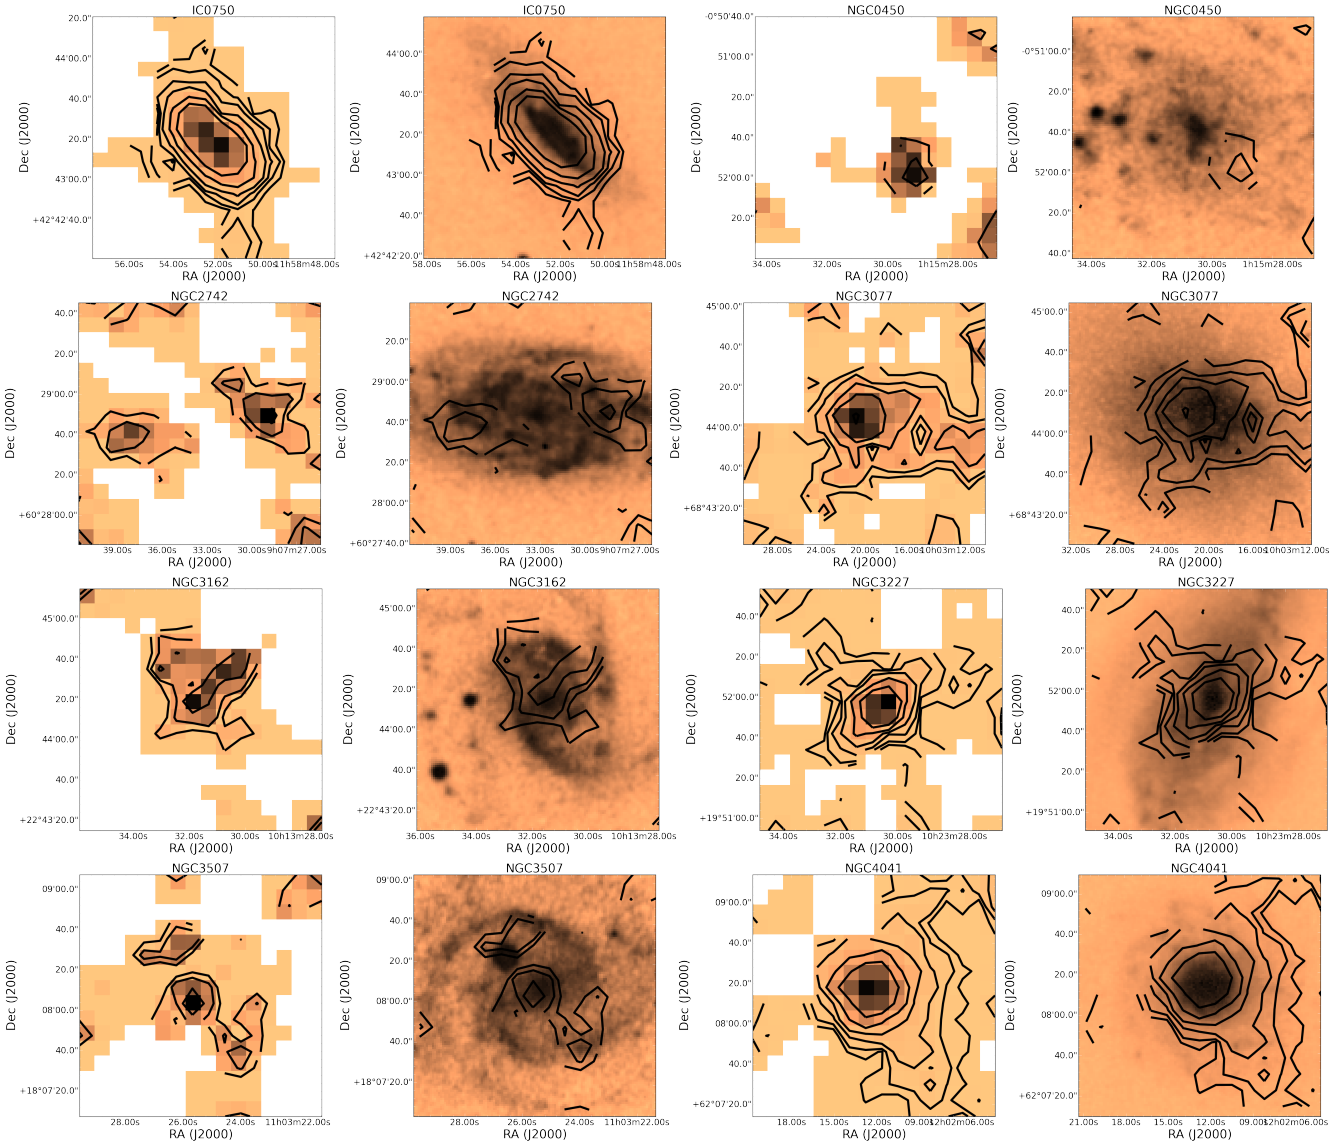 IC0750
20.0"
44'00.0"
40.0"
20.0"
43'00.0"
+42°42'40.0"
Dec (J2000)
56.00s 54.00s 52.00s 50.00s 11h58m48.00s
RA (J2000)
IC0750
44'00.0"
40.0"
20.0"
43'00.0"
40.0"
+42°42'20.0"
Dec (J2000)
58.00s 56.00s 54.00s 52.00s 50.00s 11h58m48.00s
RA (J2000)
NGC0450
-0°50'40.0"
51'00.0"
20.0"
40.0"
52'00.0"
20.0"
Dec (J2000)
34.00s 32.00s 30.00s 1h15m28.00s
RA (J2000)
NGC0450
-0°51'00.0"
20.0"
40.0"
52'00.0"
20.0"
40.0"
Dec (J2000)
34.00s 32.00s 30.00s 1h15m28.00s
RA (J2000)
NGC2742
40.0"
20.0"
29'00.0"
40.0"
20.0"
+60°28'00.0"
Dec (J2000)
39.00s 36.00s 33.00s 30.00s 9h07m27.00s
RA (J2000)
NGC2742
20.0"
29'00.0"
40.0"
20.0"
28'00.0"
+60°27'40.0"
Dec (J2000)
39.00s 36.00s 33.00s 30.00s 9h07m27.00s
RA (J2000)
NGC3077
45'00.0"
40.0"
20.0"
44'00.0"
40.0"
+68°43'20.0"
Dec (J2000)
28.00s 24.00s 20.00s 16.00s 10h03m12.00s
RA (J2000)
NGC3077
45'00.0"
40.0"
20.0"
44'00.0"
40.0"
+68°43'20.0"
Dec (J2000)
32.00s 28.00s 24.00s 20.00s 16.00s 10h03m12.00s
RA (J2000)
NGC3162
45'00.0"
40.0"
20.0"
44'00.0"
40.0"
+22°43'20.0"
Dec (J2000)
34.00s 32.00s 30.00s 10h13m28.00s
RA (J2000)
NGC3162
45'00.0"
40.0"
20.0"
44'00.0"
40.0"
+22°43'20.0"
Dec (J2000)
36.00s 34.00s 32.00s 30.00s 10h13m28.00s
RA (J2000)
NGC3227
40.0"
20.0"
52'00.0"
40.0"
20.0"
+19°51'00.0"
Dec (J2000)
34.00s 32.00s 30.00s 10h23m28.00s
RA (J2000)
NGC3227
40.0"
20.0"
52'00.0"
40.0"
20.0"
+19°51'00.0"
Dec (J2000)
34.00s 32.00s 30.00s 10h23m28.00s
RA (J2000)
NGC3507
09'00.0"
40.0"
20.0"
08'00.0"
40.0"
+18°07'20.0"
Dec (J2000)
28.00s 26.00s 24.00s 11h03m22.00s
RA (J2000)
NGC3507
09'00.0"
40.0"
20.0"
08'00.0"
40.0"
+18°07'20.0"
Dec (J2000)
28.00s 26.00s 24.00s 11h03m22.00s
RA (J2000)
NGC4041
09'00.0"
40.0"
20.0"
08'00.0"
40.0"
+62°07'20.0"
Dec (J2000)
18.00s 15.00s 12.00s 09.00s 12h02m06.00s
RA (J2000)
NGC4041
09'00.0"
40.0"
20.0"
08'00.0"
40.0"
+62°07'20.0"
Dec (J2000)
21.00s 18.00s 15.00s 12.00s 09.00s 12h02m06.00s
RA (J2000)